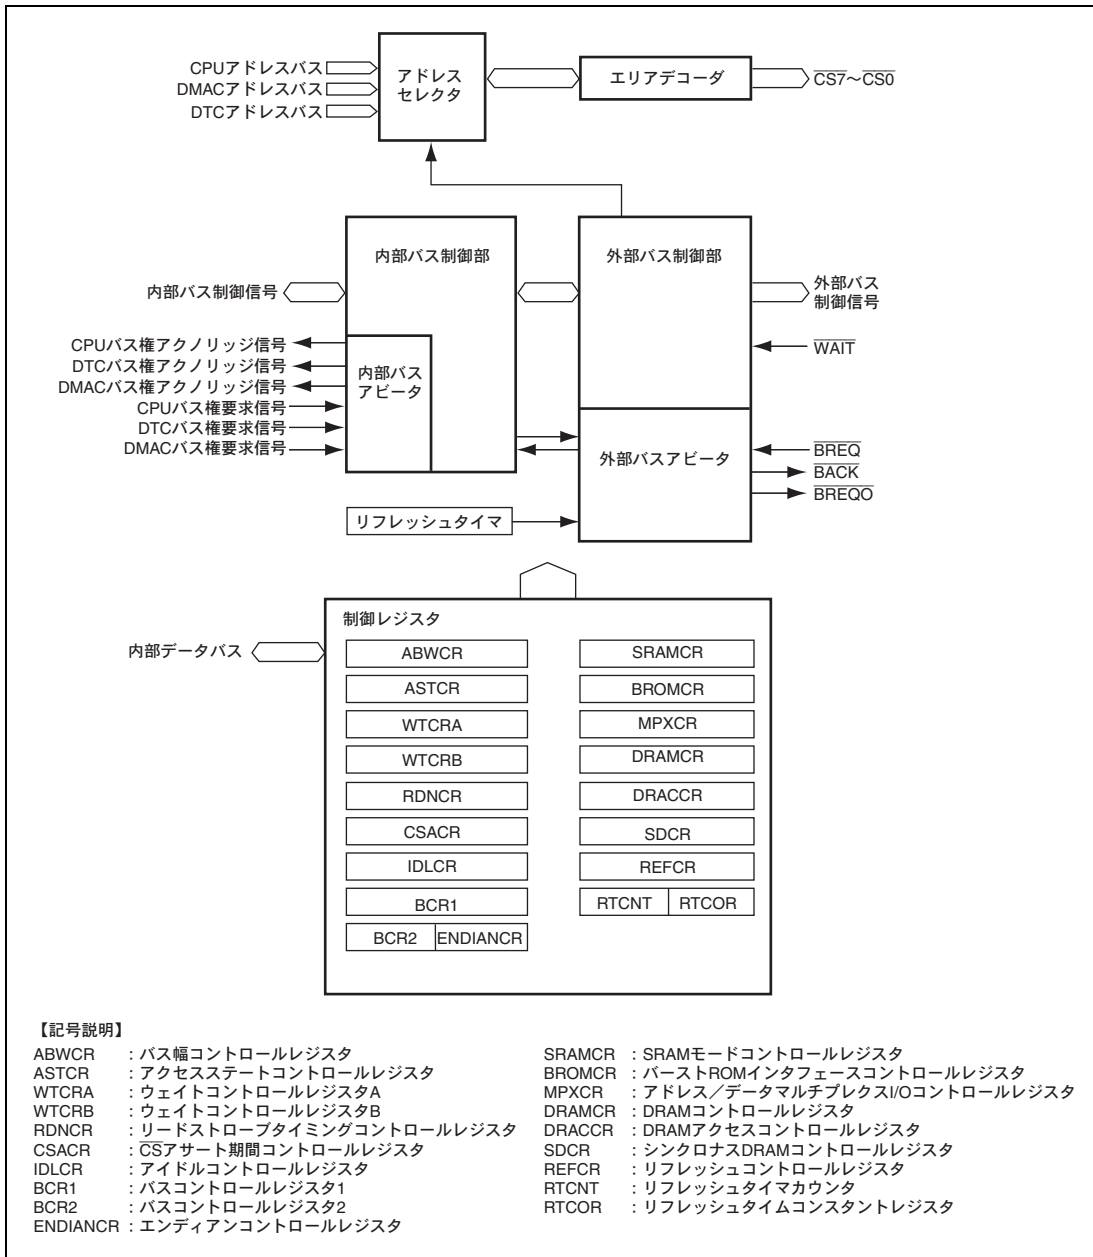 CPUアドレスバス
DMACアドレスバス
DTCアドレスバス
アドレス
セレクタ
エリアデコーダ
CS7～CS0
内部バス制御部
外部バス制御部
内部バス制御信号
外部バス
制御信号
CPUバス権アクノリッジ信号
DTCバス権アクノリッジ信号
DMACバス権アクノリッジ信号
CPUバス権要求信号
DTCバス権要求信号
DMACバス権要求信号
内部バス
アビータ
WAIT
外部バスアビータ
BREQ
BACK
BREQO
リフレッシュタイマ
制御レジスタ
内部データバス
ABWCR
ASTCR
WTCRA
WTCRB
RDNCR
CSACR
IDLCR
BCR1
BCR2 ENDIANCR
SRAMCR
BROMCR
MPXCR
DRAMCR
DRACCR
SDCR
REFCR
RTCNT RTCOR
【記号説明】
ABWCR : バス幅コントロールレジスタ
ASTCR : アクセスステートコントロールレジスタ
WTCRA : ウェイトコントロールレジスタA
WTCRB : ウェイトコントロールレジスタB
RDNCR : リードストローブタイミングコントロールレジスタ
CSACR : CSアサート期間コントロールレジスタ
IDLCR : アイドルコントロールレジスタ
BCR1 : バスコントロールレジスタ1
BCR2 : バスコントロールレジスタ2
ENDIANCR : エンディアンコントロールレジスタ
SRAMCR : SRAMモードコントロールレジスタ
BROMCR : バーストROMインタフェースコントロールレジスタ
MPXCR : アドレス／データマルチプレクスI/Oコントロールレジスタ
DRAMCR : DRAMコントロールレジスタ
DRACCR : DRAMアクセスコントロールレジスタ
SDCR : シンクロナスDRAMコントロールレジスタ
REFCR : リフレッシュコントロールレジスタ
RTCNT : リフレッシュタイマカウンタ
RTCOR : リフレッシュタイムコンスタントレジスタ